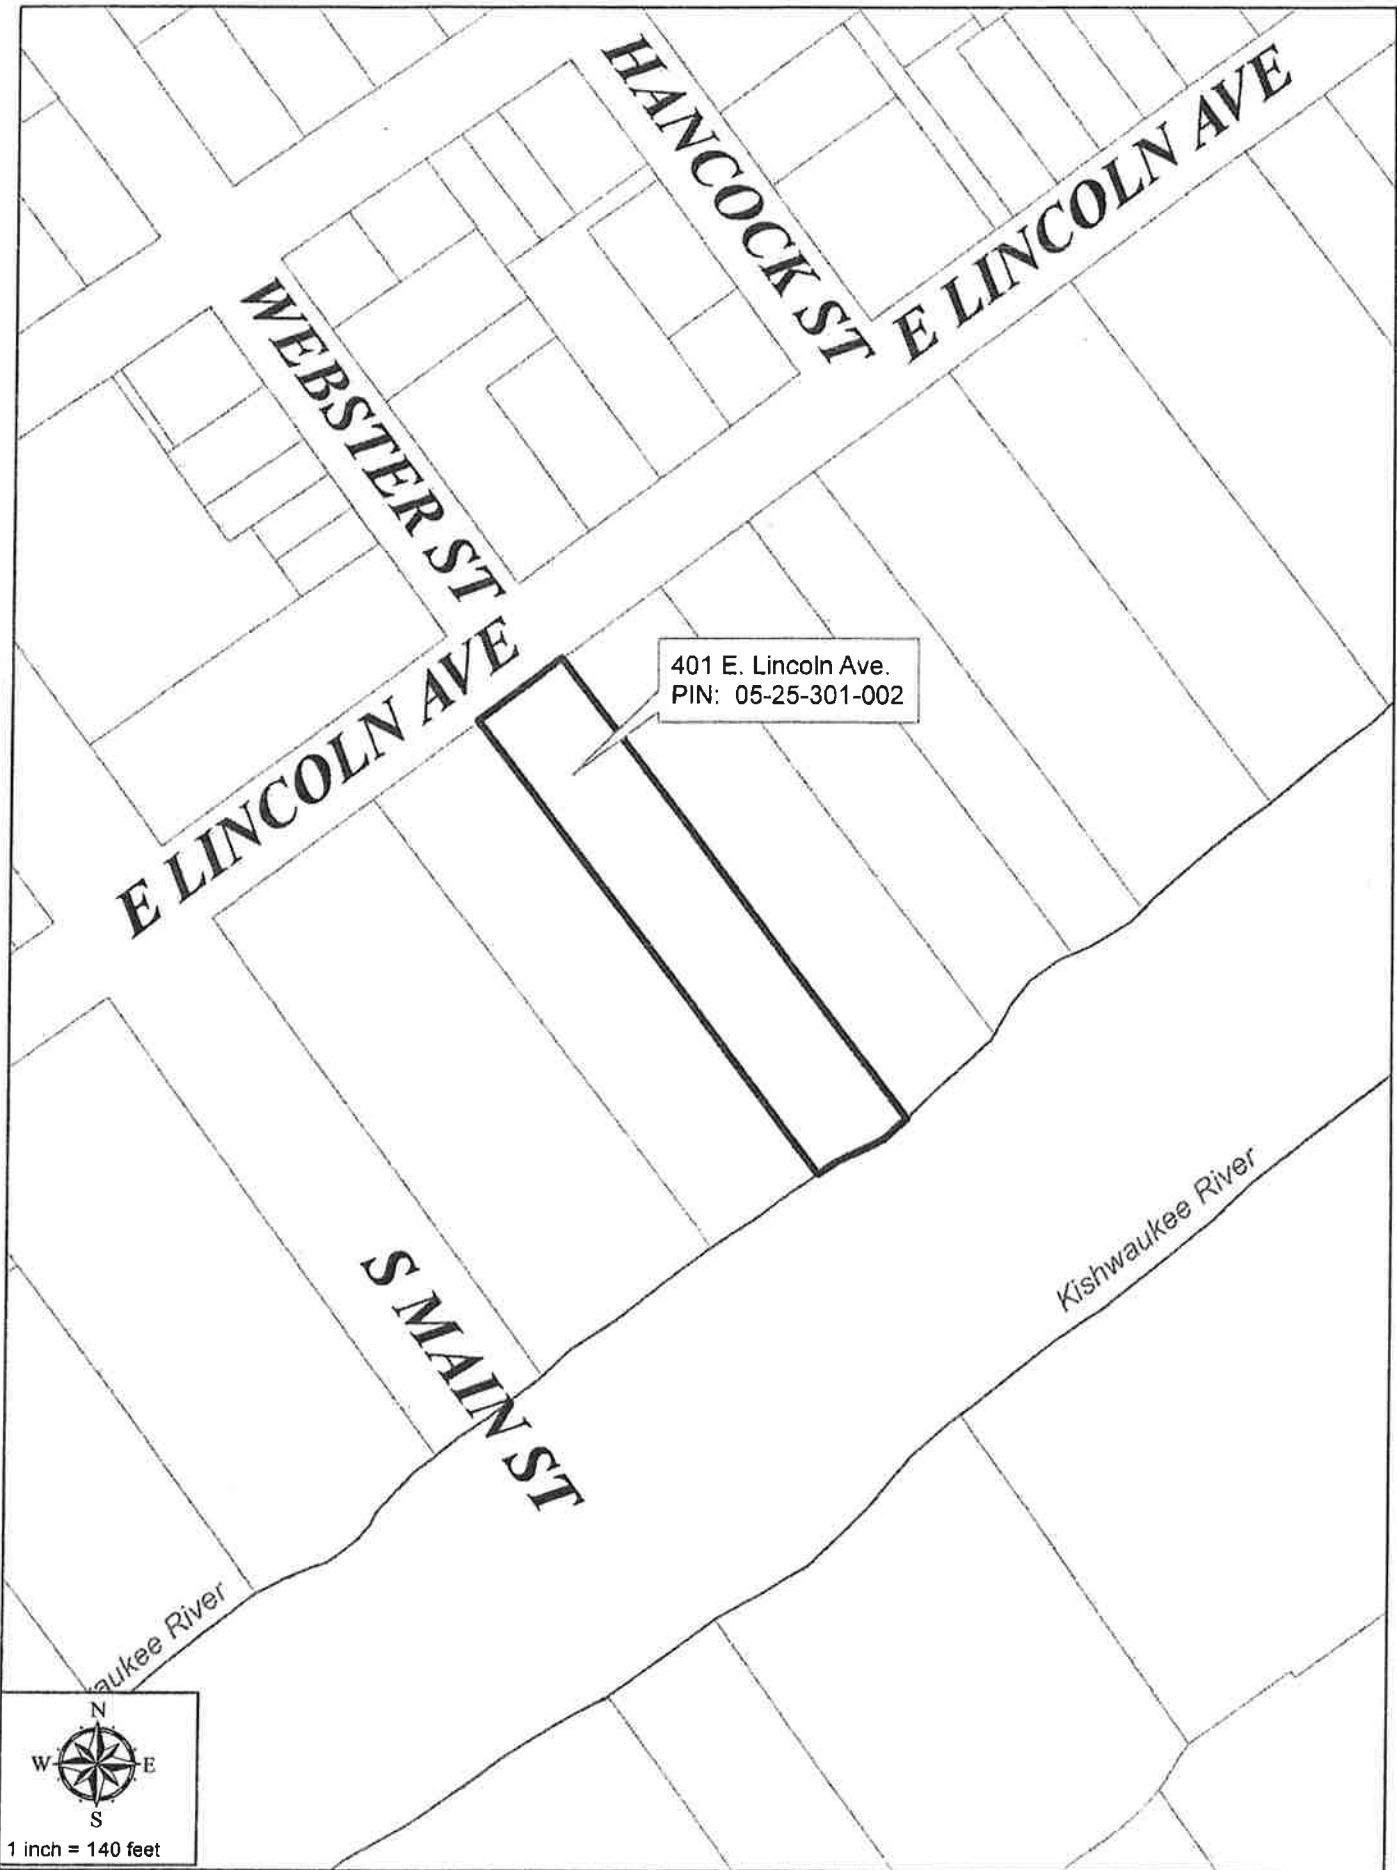 HANCOCK ST
E LINCOLN AVE
WEBSTER ST
E LINCOLN AVE
401 E. Lincoln Ave.
PIN: 05-25-301-002
Kishwaukee River
S MAIN ST
aukee River
N
W E
S
1 inch = 140 feet